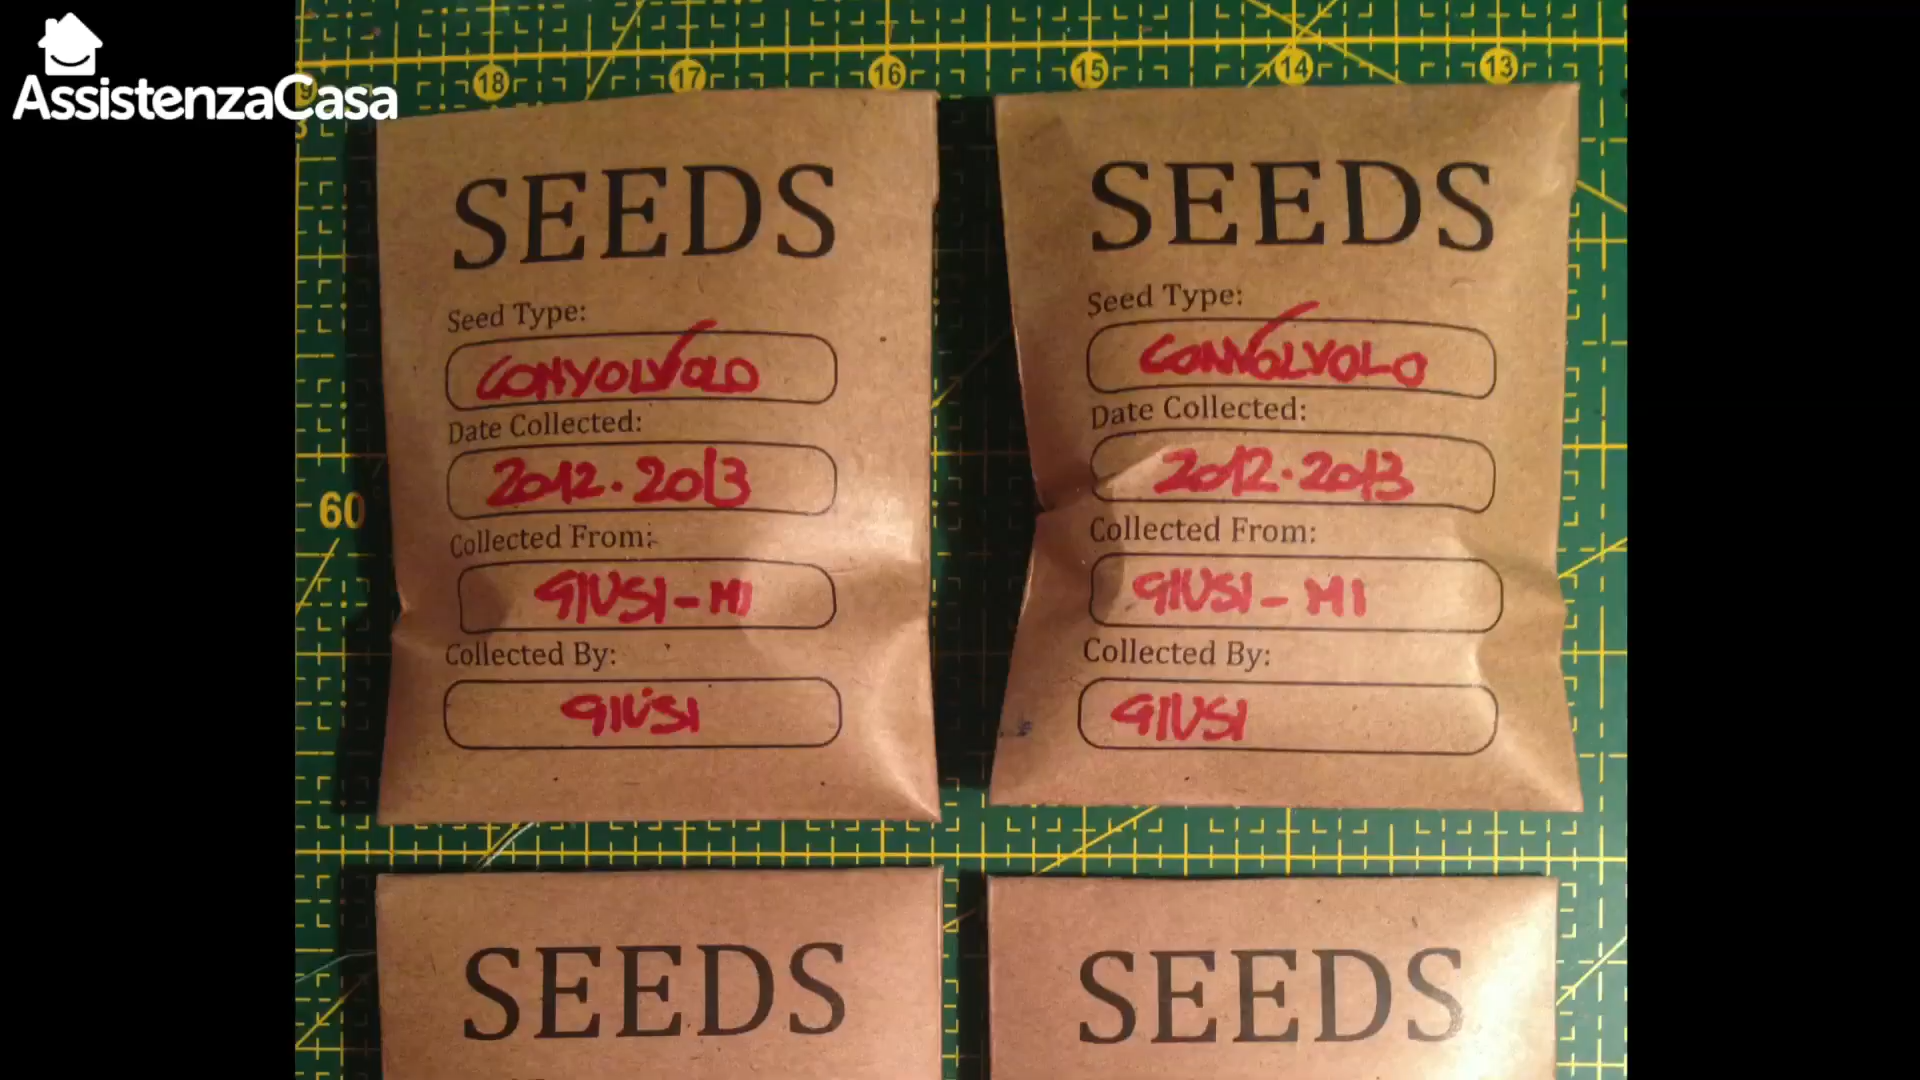 AssistenzaCasa
18 17 16 15 14 13
60
SEEDS
Seed Type:
CONVOLVOLO
Date Collected:
2012.2013
Collected From:
GIUSI-MI
Collected By:
GIUSI
SEEDS
Seed Type:
CONVOLVOLO
Date Collected:
2012.2013
Collected From:
GIUSI-MI
Collected By:
GIUSI
SEEDS
SEEDS